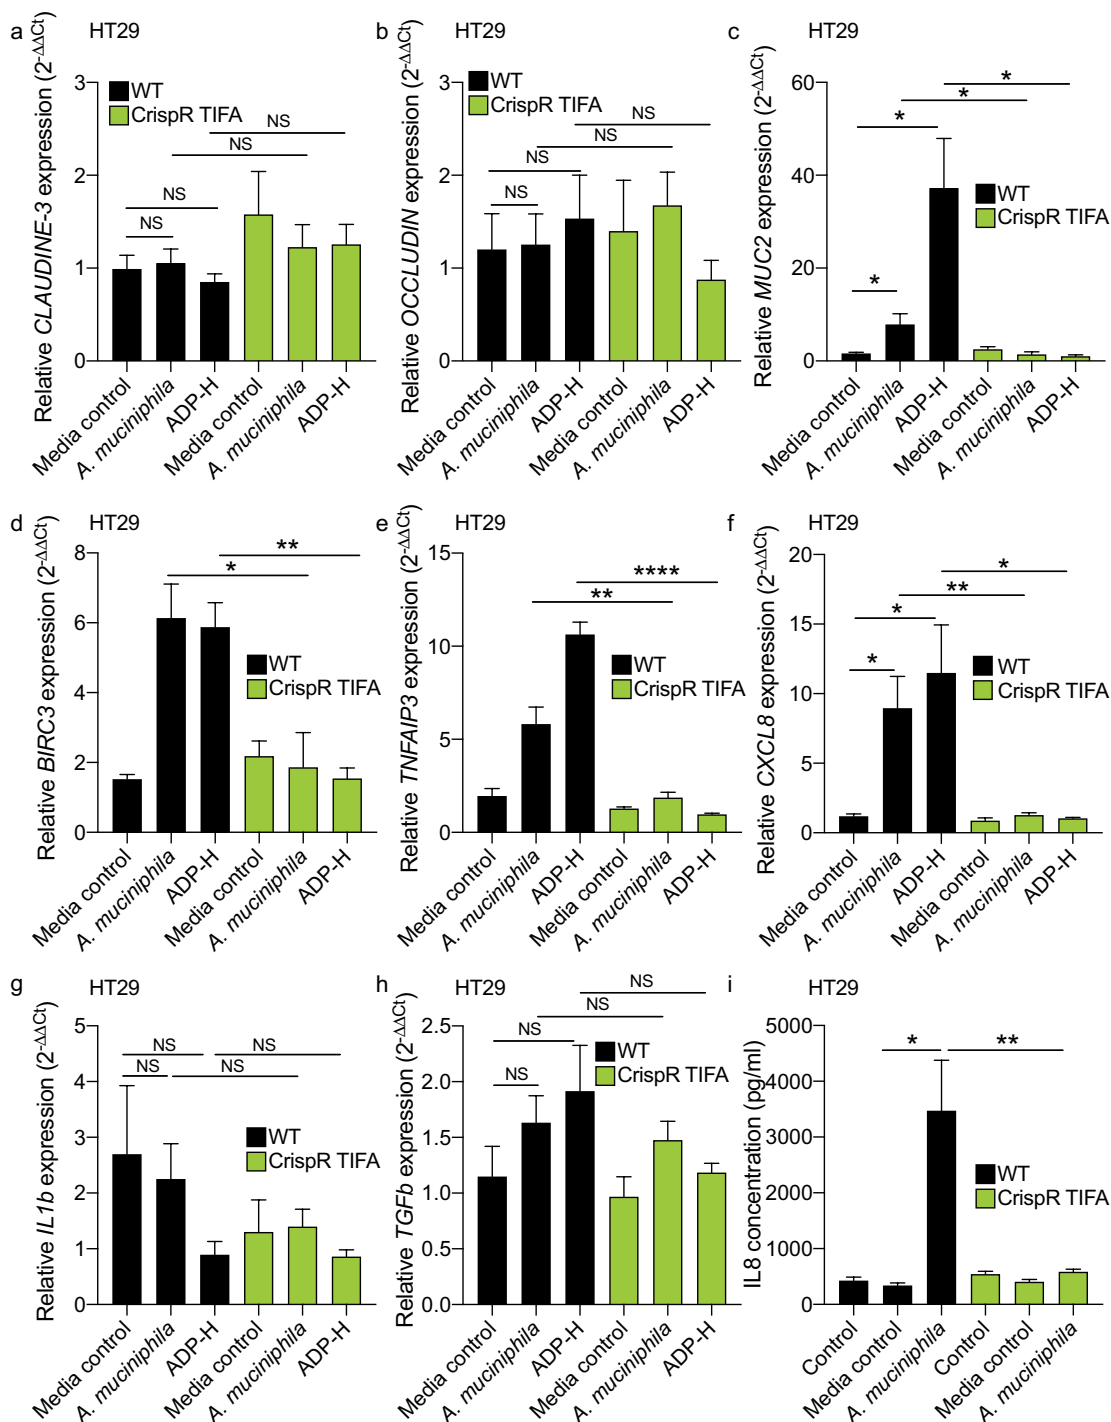 a HT29
Relative CLAUDINE-3 expression (2-ΔΔCt)
3
2
1
0
WT
CrispR TIFA
NS
NS
NS
NS
Media control
A. muciniphila
ADP-H
Media control
A. muciniphila
ADP-H
b HT29
Relative OCCLUDIN expression (2-ΔΔCt)
3
2
1
0
WT
CrispR TIFA
NS
NS
NS
NS
Media control
A. muciniphila
ADP-H
Media control
A. muciniphila
ADP-H
c HT29
Relative MUC2 expression (2-ΔΔCt)
60
40
20
0
*
*
*
*
WT
CrispR TIFA
Media control
A. muciniphila
ADP-H
Media control
A. muciniphila
ADP-H
d HT29
Relative BIRC3 expression (2-ΔΔCt)
8
6
4
2
0
**
*
WT
CrispR TIFA
Media control
A. muciniphila
ADP-H
Media control
A. muciniphila
ADP-H
e HT29
Relative TNFAIP3 expression (2-ΔΔCt)
15
10
5
0
****
**
WT
CrispR TIFA
Media control
A. muciniphila
ADP-H
Media control
A. muciniphila
ADP-H
f HT29
Relative CXCL8 expression (2-ΔΔCt)
20
15
10
5
0
*
**
*
*
WT
CrispR TIFA
Media control
A. muciniphila
ADP-H
Media control
A. muciniphila
ADP-H
g HT29
Relative IL1b expression (2-ΔΔCt)
5
4
3
2
1
0
NS
NS
NS
NS
WT
CrispR TIFA
Media control
A. muciniphila
ADP-H
Media control
A. muciniphila
ADP-H
h HT29
Relative TGFb expression (2-ΔΔCt)
2.5
2.0
1.5
1.0
0.5
0.0
NS
NS
NS
NS
WT
CrispR TIFA
Media control
A. muciniphila
ADP-H
Media control
A. muciniphila
ADP-H
i HT29
IL8 concentration (pg/ml)
5000
4000
3000
2000
1000
0
*
**
WT
CrispR TIFA
Control
Media control
A. muciniphila
Control
Media control
A. muciniphila